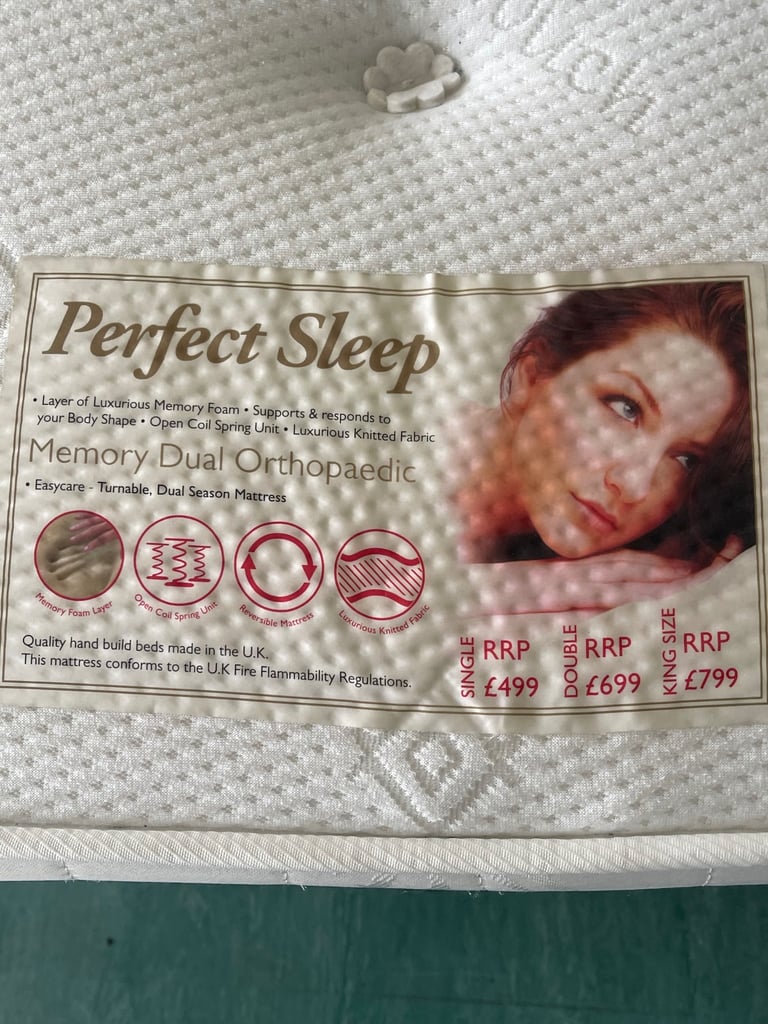 Perfect Sleep
• Layer of Luxurious Memory Foam • Supports & responds to
your Body Shape • Open Coil Spring Unit • Luxurious Knitted Fabric
Memory Dual Orthopaedic
• Easycare - Turnable, Dual Season Mattress
Memory Foam Layer
Open Coil Spring Unit
Reversible Mattress
Luxurious Knitted Fabric
Quality hand build beds made in the U.K.
This mattress conforms to the U.K Fire Flammability Regulations.
SINGLE
RRP
£499
DOUBLE
RRP
£699
KING SIZE
RRP
£799